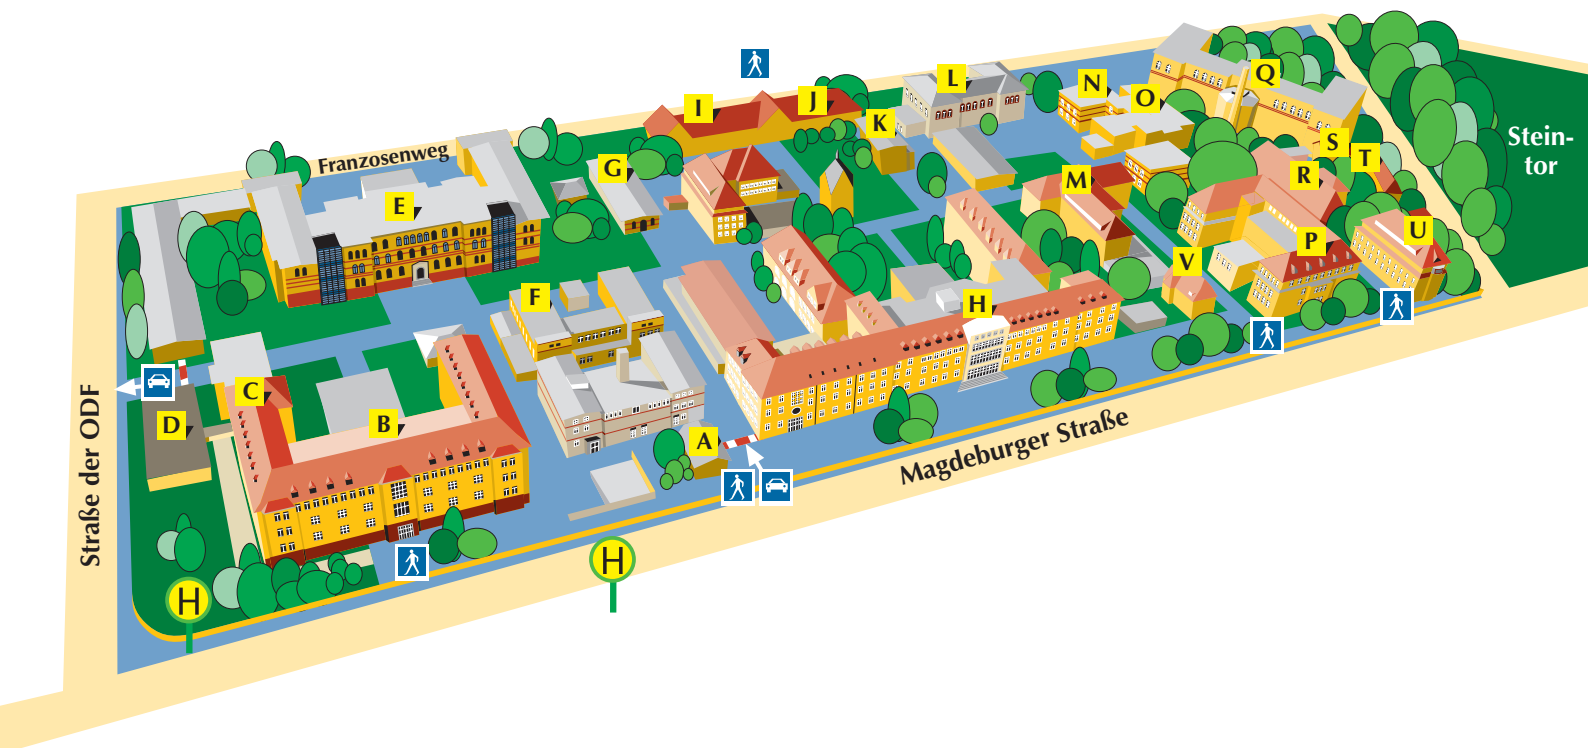 Franzosenweg
I
J
K
L
N
O
Q
S
T
Stein-
tor
E
G
M
R
U
P
V
F
H
C
D
B
A
Straße der ODF
Magdeburger Straße
H
H